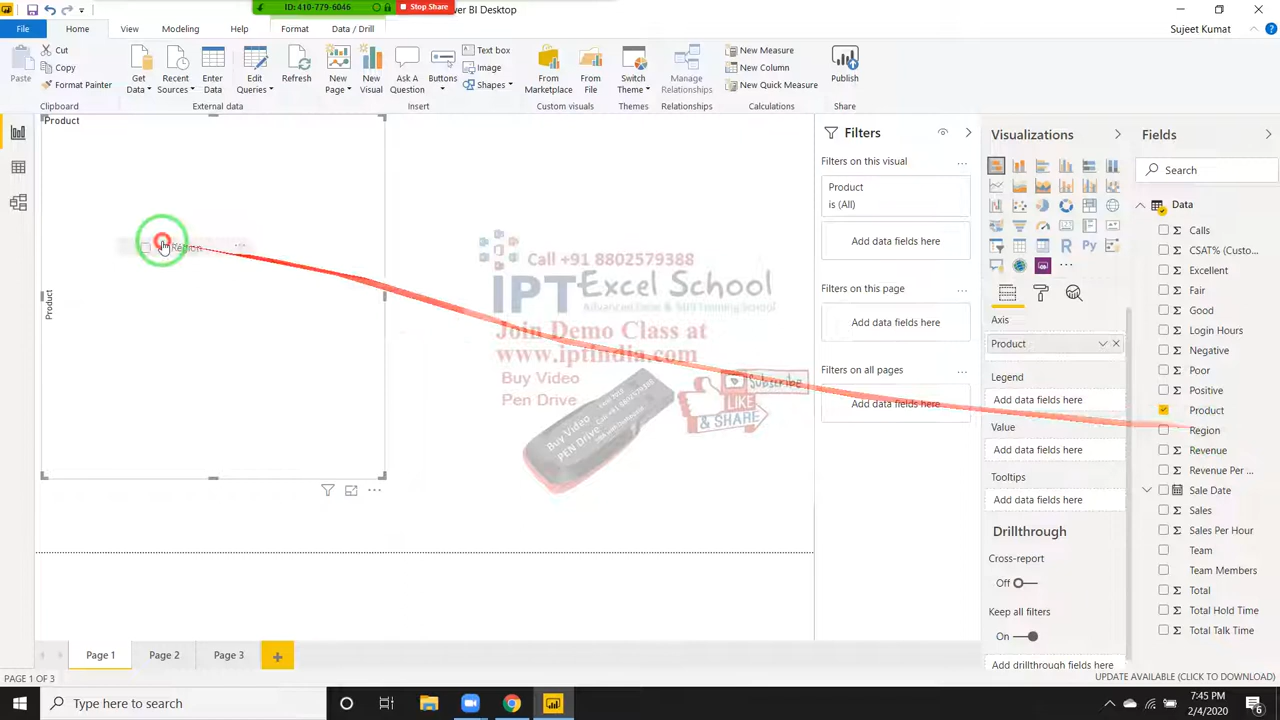 ID: 410-779-6046
Stop Share
ower BI Desktop
File
Home
View
Modeling
Help
Format
Data / Drill
Sujeet Kumat
Paste
Cut
Copy
Format Painter
Clipboard
Get
Data
Recent
Sources
Enter
Data
External data
Edit
Queries
Refresh
New
Page
New
Visual
Ask A
Question
Buttons
Text box
Image
Shapes
Insert
From
Marketplace
From
File
Custom visuals
Switch
Theme
Themes
Manage
Relationships
Relationships
New Measure
New Column
New Quick Measure
Calculations
Publish
Share
Product
Region
Product
Call +91 8802579388
IPT Excel School
Join Demo Class at
www.iptindia.com
Buy Video
Pen Drive
Buy Video
PEN Drive
Subscribe
LIKE
& SHARE
Filters
Filters on this visual
Product
is (All)
Add data fields here
Filters on this page
Add data fields here
Filters on all pages
Add data fields here
Visualizations
Axis
Product
Legend
Add data fields here
Value
Add data fields here
Tooltips
Add data fields here
Drillthrough
Cross-report
Off
Keep all filters
On
Add drillthrough fields here
Fields
Search
Data
Calls
CSAT% (Custo...
Excellent
Fair
Good
Login Hours
Negative
Poor
Positive
Product
Region
Revenue
Revenue Per ...
Sale Date
Sales
Sales Per Hour
Team
Team Members
Total
Total Hold Time
Total Talk Time
Page 1
Page 2
Page 3
PAGE 1 OF 3
UPDATE AVAILABLE (CLICK TO DOWNLOAD)
Type here to search
7:45 PM
2/4/2020
6